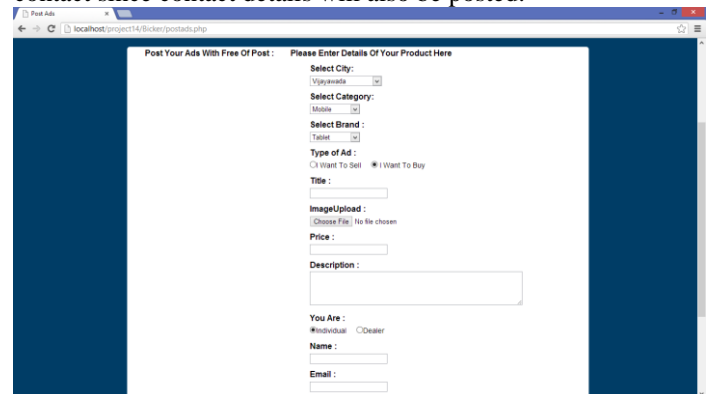 contact since contact details will also be posted.
Post Ads
localhost/project14/Bicker/postads.php
Post Your Ads With Free Of Post : Please Enter Details Of Your Product Here
Select City:
Vijayawada
Select Category:
Mobile
Select Brand :
Tablet
Type of Ad :
I Want To Sell I Want To Buy
Title :
ImageUpload :
Choose File No file chosen
Price :
Description :
You Are :
Individual Dealer
Name :
Email :